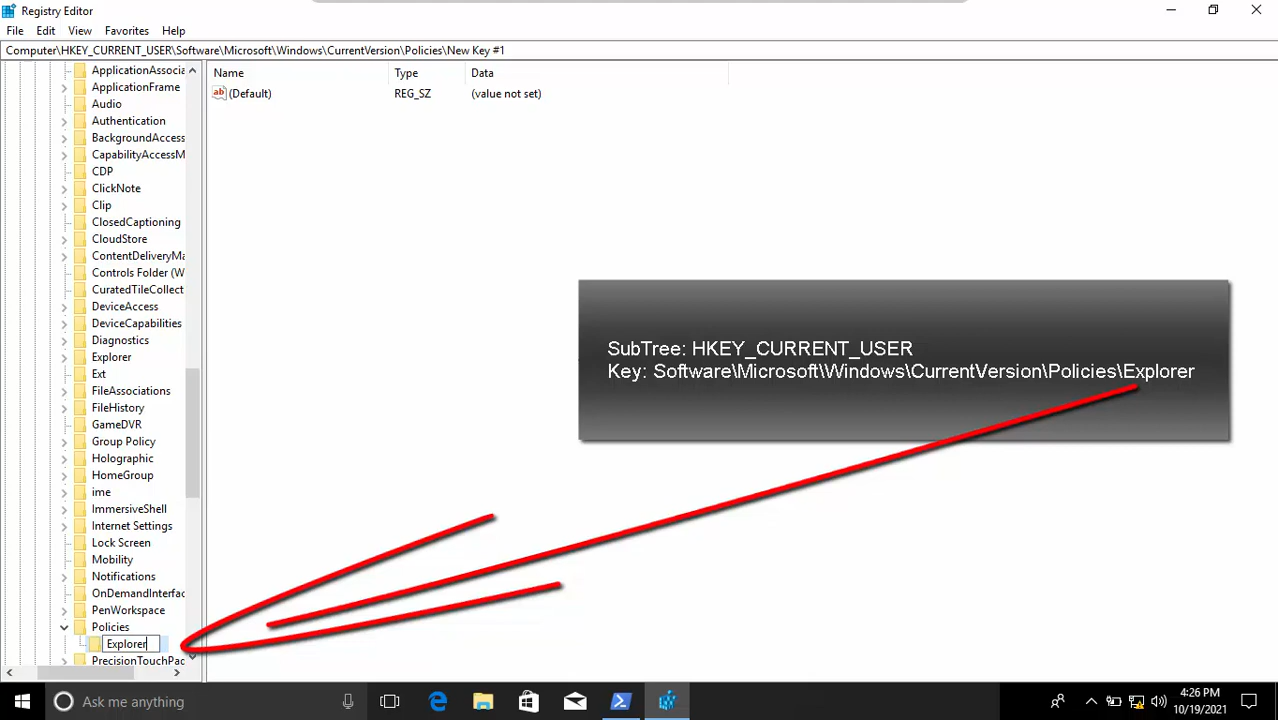 Registry Editor
File Edit View Favorites Help
Computer\HKEY_CURRENT_USER\Software\Microsoft\Windows\CurrentVersion\Policies\New Key #1
Name Type Data
(Default) REG_SZ (value not set)
ApplicationAssocia
ApplicationFrame
Audio
Authentication
BackgroundAccess
CapabilityAccessM
CDP
ClickNote
Clip
ClosedCaptioning
CloudStore
ContentDeliveryMa
Controls Folder (W
CuratedTileCollect
DeviceAccess
DeviceCapabilities
Diagnostics
Explorer
Ext
FileAssociations
FileHistory
GameDVR
Group Policy
Holographic
HomeGroup
ime
ImmersiveShell
Internet Settings
Lock Screen
Mobility
Notifications
OnDemandInterfac
PenWorkspace
Policies
Explorer
PrecisionTouchPad
SubTree: HKEY_CURRENT_USER
Key: Software\Microsoft\Windows\CurrentVersion\Policies\Explorer
Ask me anything
4:26 PM
10/19/2021